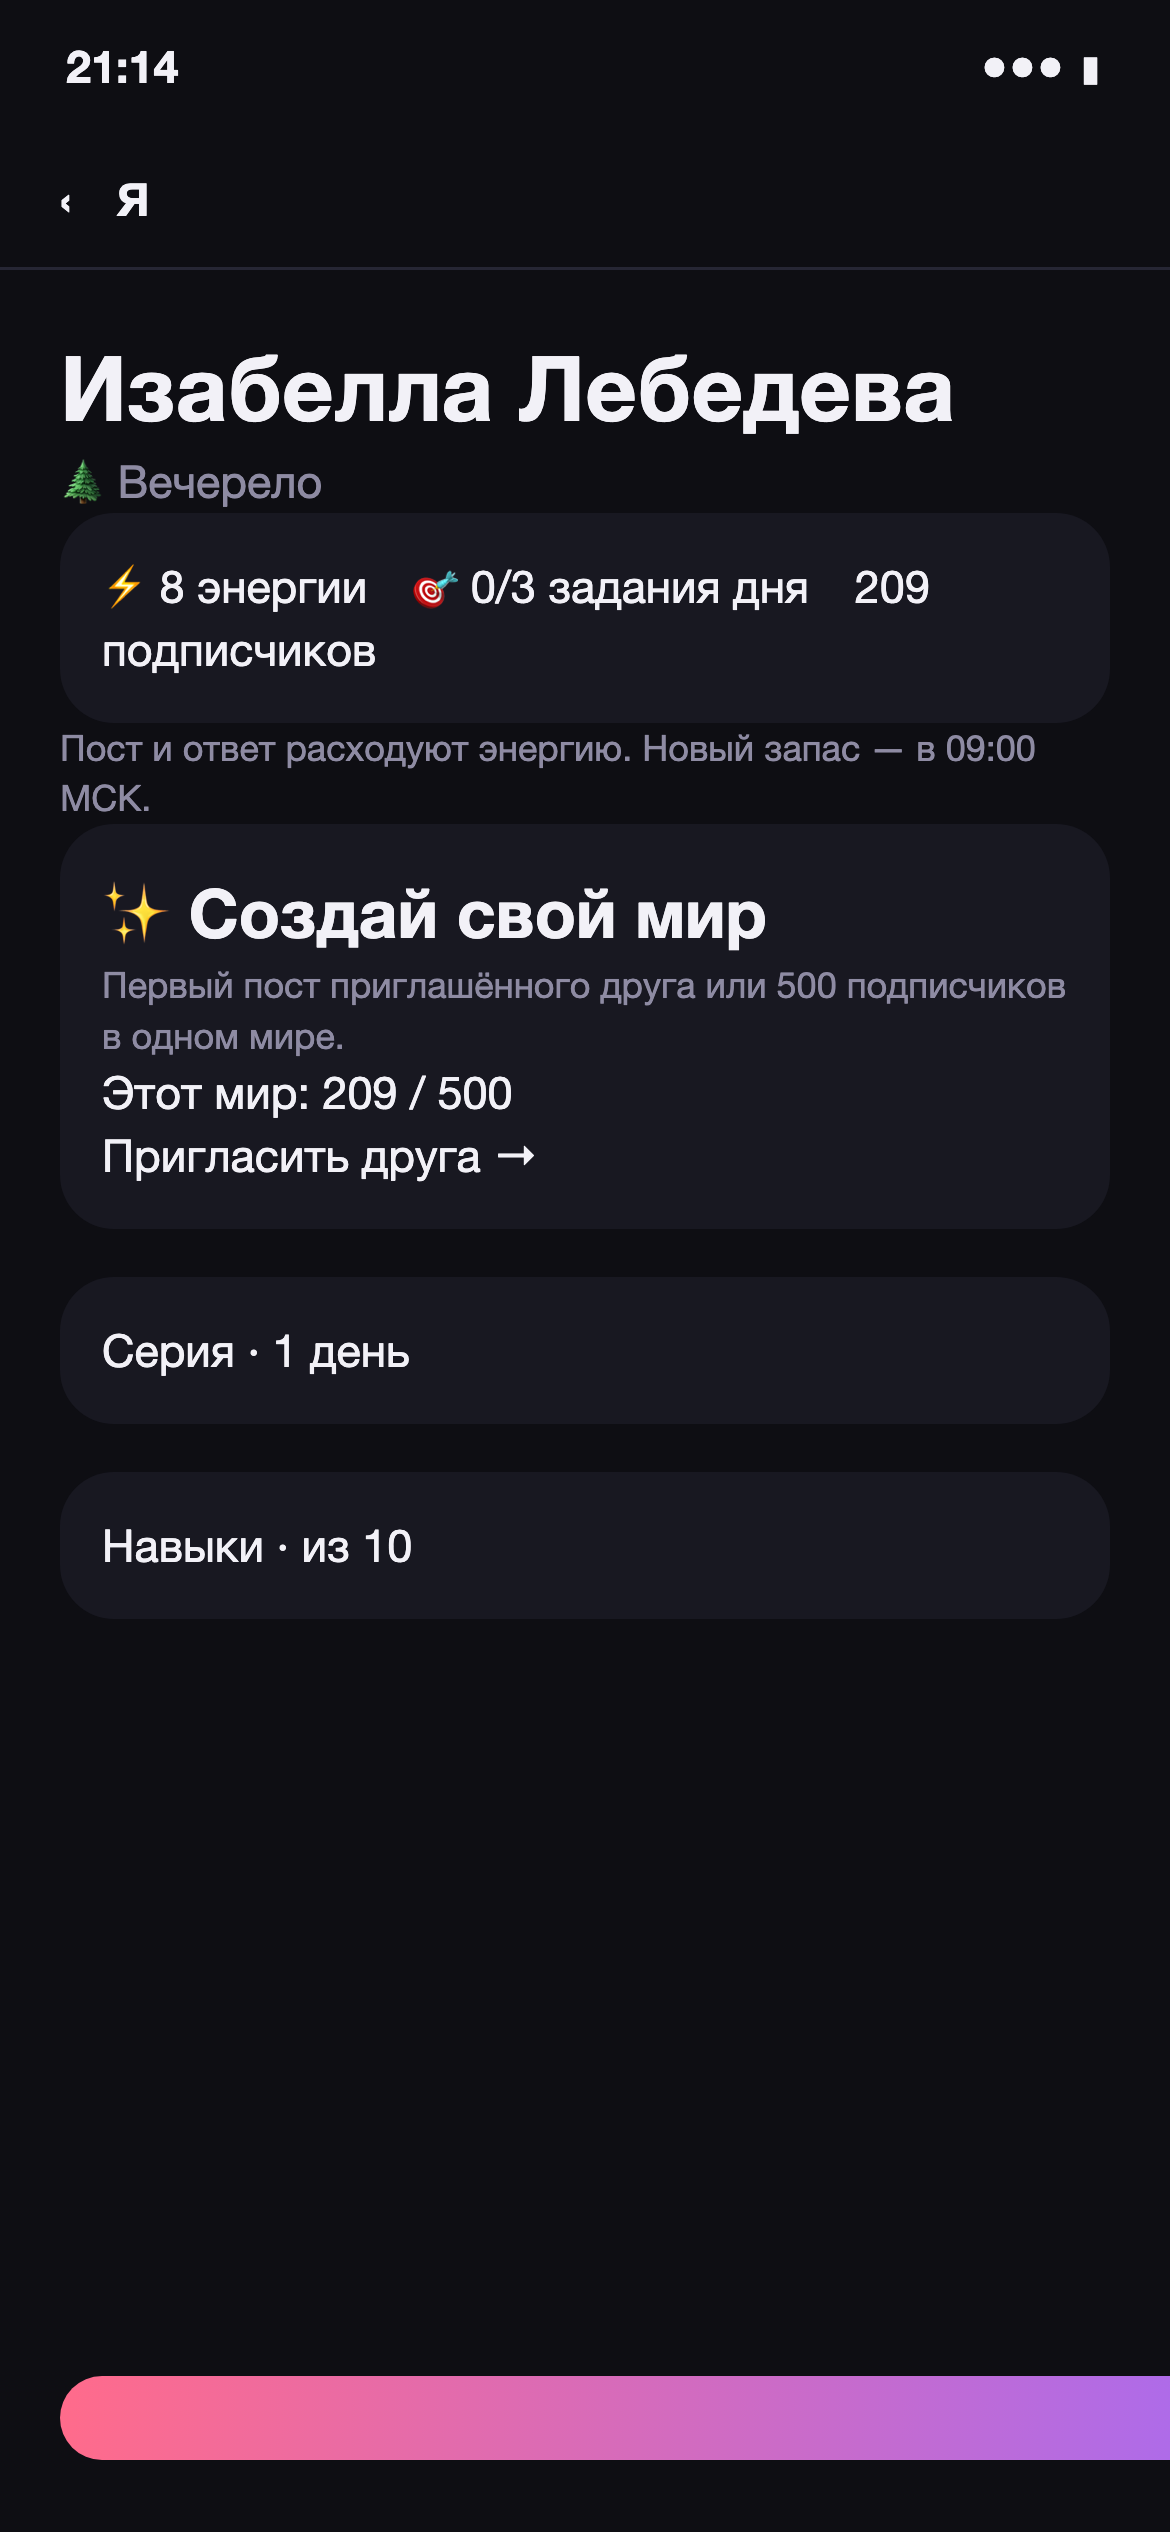 21:14
‹ Я
Изабелла Лебедева
🌲 Вечерело
⚡ 8 энергии 🎯 0/3 задания дня 209
подписчиков
Пост и ответ расходуют энергию. Новый запас — в 09:00
МСК.
✨ Создай свой мир
Первый пост приглашённого друга или 500 подписчиков
в одном мире.
Этот мир: 209 / 500
Пригласить друга →
Серия · 1 день
Навыки · из 10